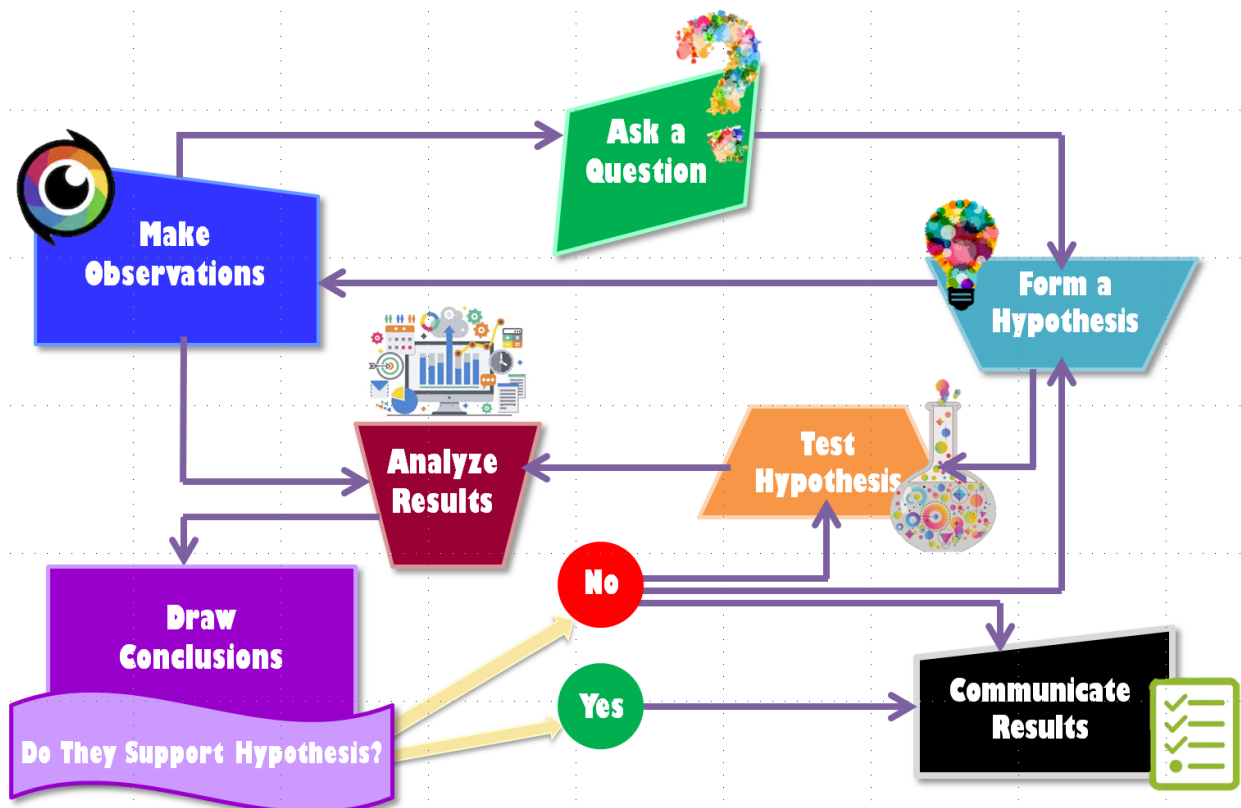 Ask a
Question
Make
Observations
Form a
Hypothesis
Analyze
Results
Test
Hypothesis
No
Draw
Conclusions
Yes
Communicate
Results
Do They Support Hypothesis?